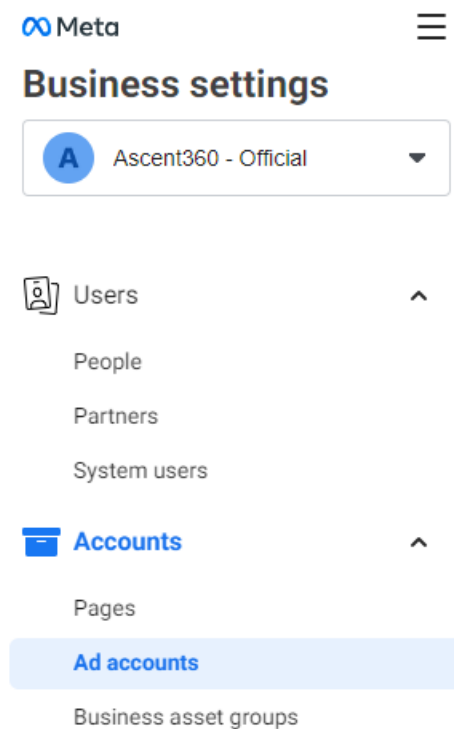 Meta
Business settings
A Ascent360 - Official
Users
People
Partners
System users
Accounts
Pages
Ad accounts
Business asset groups